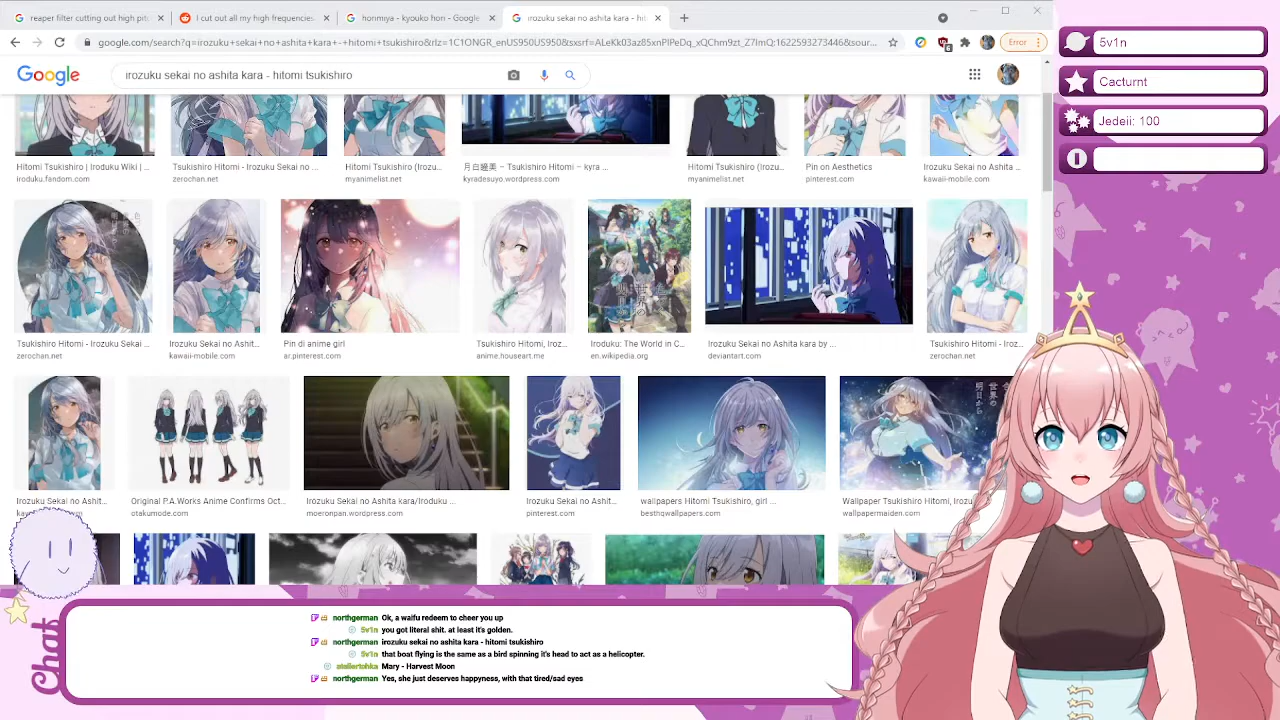 reaper filter cutting out high pit
I cut out all my high frequencies
honmiya - kyouko hon - Google
irozuku sekai no ashita kara - hit
google.com/search?q=irozuku+sekai+no+ashita+kara+-+hitomi+tsukishiro&rlz=1C1ONGR_enUS950US950&sxsrf=ALeKk03az85xnPIReDq_xQChm9zt_Z7ImQ:1622593273446&sour...
Error
Google
irozuku sekai no ashita kara - hitomi tsukishiro
Hitomi Tsukishiro | Iroduku Wiki | ...
iroduku.fandom.com
Tsukishiro Hitomi - Irozuku Sekai no ...
zerochan.net
Hitomi Tsukishiro (Irozu...
myanimelist.net
月白瞳美 – Tsukishiro Hitomi – kyra ...
kyradesuyo.wordpress.com
Hitomi Tsukishiro (Irozu...
myanimelist.net
Pin on Aesthetics
pinterest.com
Irozuku Sekai no Ashita ...
kawaii-mobile.com
Tsukishiro Hitomi - Irozuku Sekai ...
zerochan.net
Irozuku Sekai no As...
kawaii-mobile.com
Pin di anime girl
ar.pinterest.com
Tsukishiro Hitomi, Iroz...
anime.houseart.me
Iroduku: The World in C...
en.wikipedia.org
Irozuku Sekai no Ashita kara by ...
deviantart.com
Tsukishiro Hitomi - Iroz...
zerochan.net
Irozuku Sekai no Ashit...
Original P.A.Works Anime Confirms Oct...
otakumode.com
Irozuku Sekai no Ashita kara/Iroduku ...
moeronpan.wordpress.com
Irozuku Sekai no Ashit...
pinterest.com
wallpapers Hitomi Tsukishiro, girl ...
besthqwallpapers.com
Wallpaper Tsukishiro Hitomi, Irozu
wallpapermaiden.com
5v1n
Cacturnt
Jedeii: 100
Chat
northgerman Ok, a waifu redeem to cheer you up
5v1n you got literal shit. at least it's golden.
northgerman irozuku sekai no ashita kara - hitomi tsukishiro
5v1n that boat flying is the same as a bird spinning it's head to act as a helicopter.
ateliertohka Mary - Harvest Moon
northgerman Yes, she just deserves happyness, with that tired/sad eyes